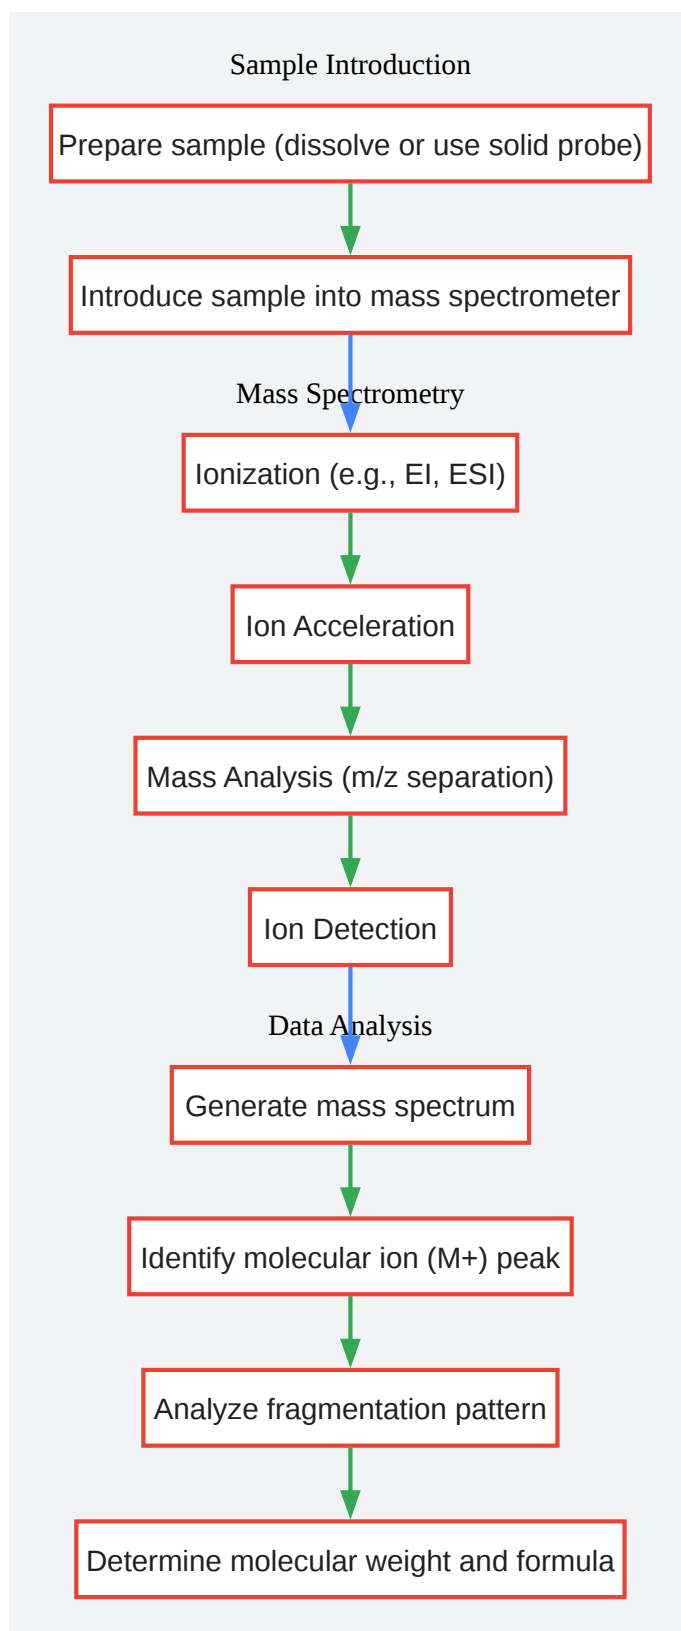 Sample Introduction
Prepare sample (dissolve or use solid probe)
Introduce sample into mass spectrometer
Mass Spectrometry
Ionization (e.g., EI, ESI)
Ion Acceleration
Mass Analysis (m/z separation)
Ion Detection
Data Analysis
Generate mass spectrum
Identify molecular ion (M+) peak
Analyze fragmentation pattern
Determine molecular weight and formula